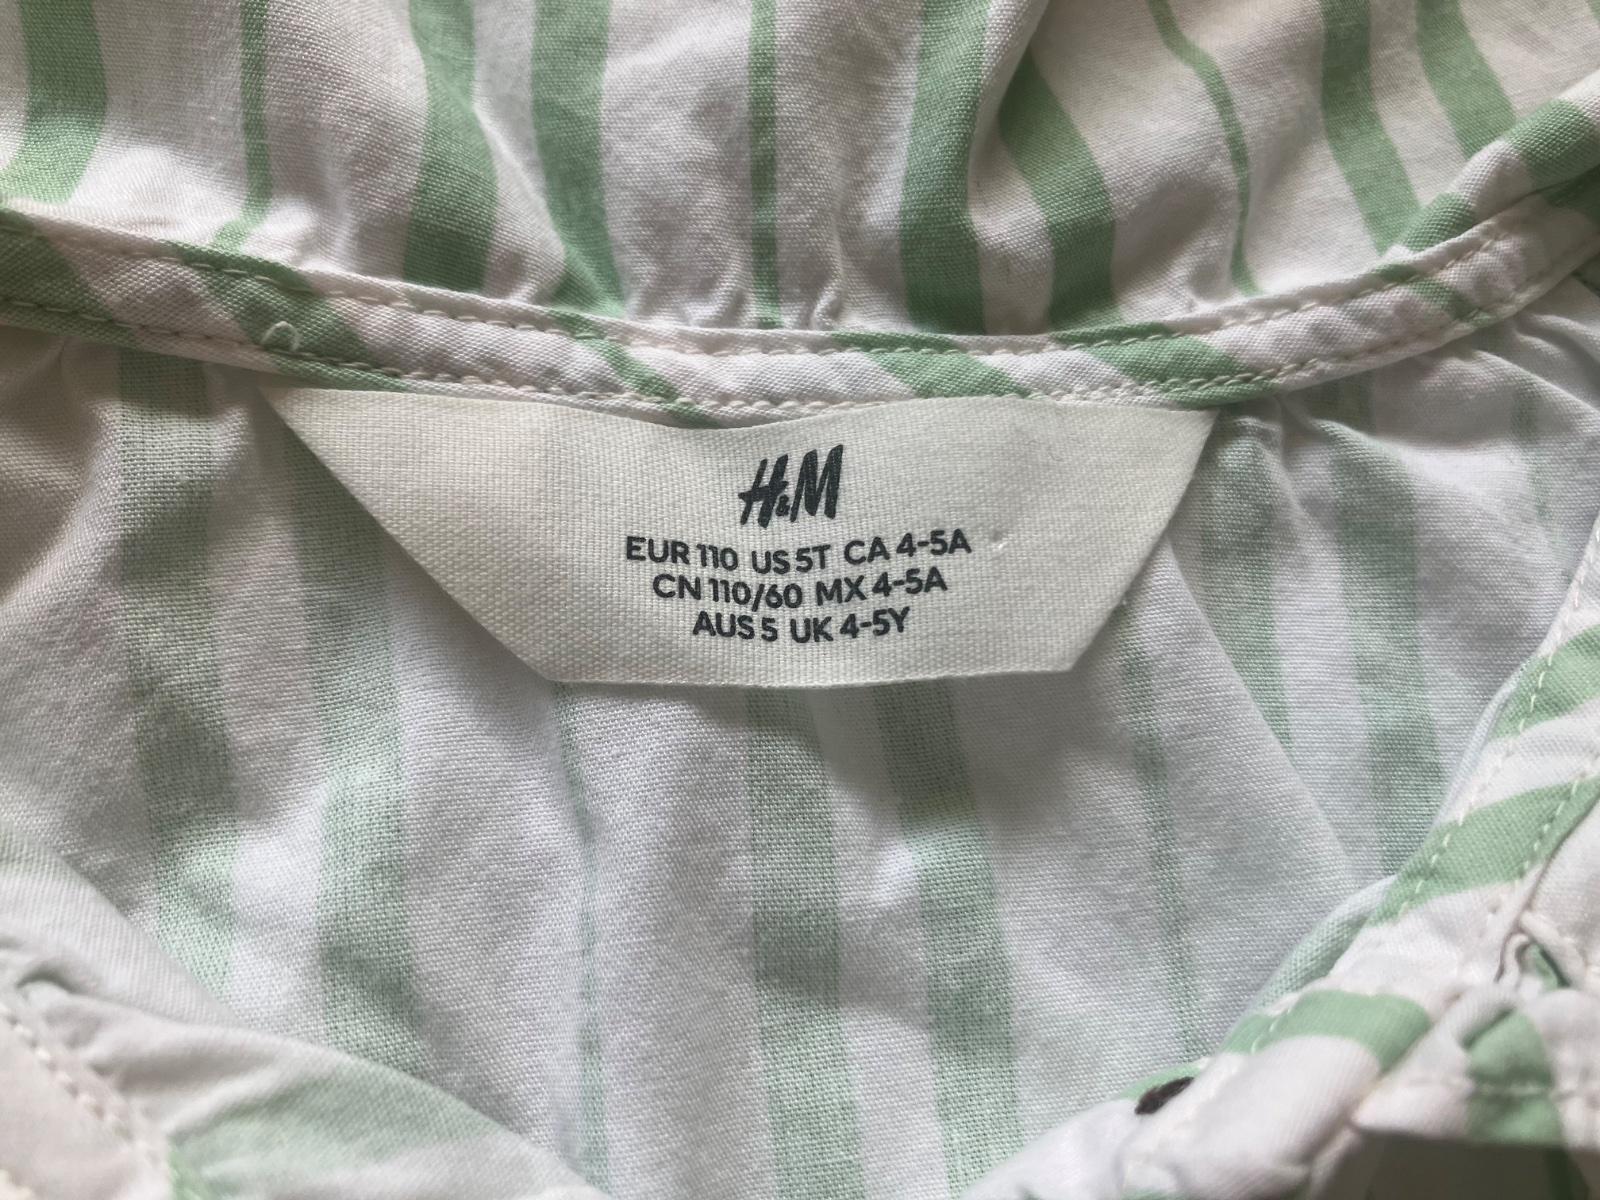 H&M
EUR 110 US 5T CA 4-5A
CN 110/60 MX 4-5A
AUS 5 UK 4-5Y